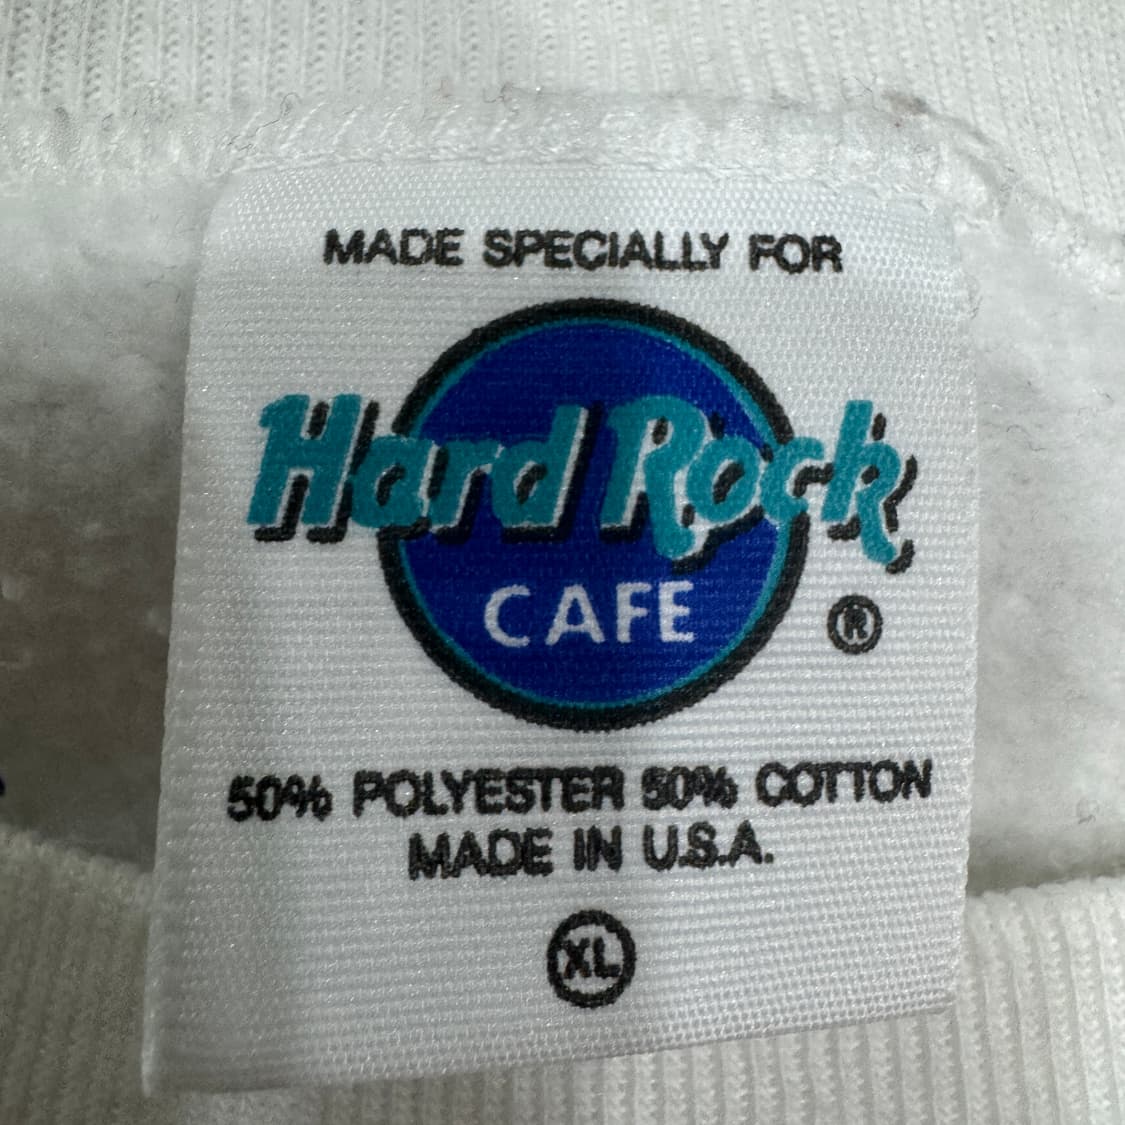 MADE SPECIALLY FOR
Hard Rock
CAFE
®
50% POLYESTER 50% COTTON
MADE IN U.S.A.
XL